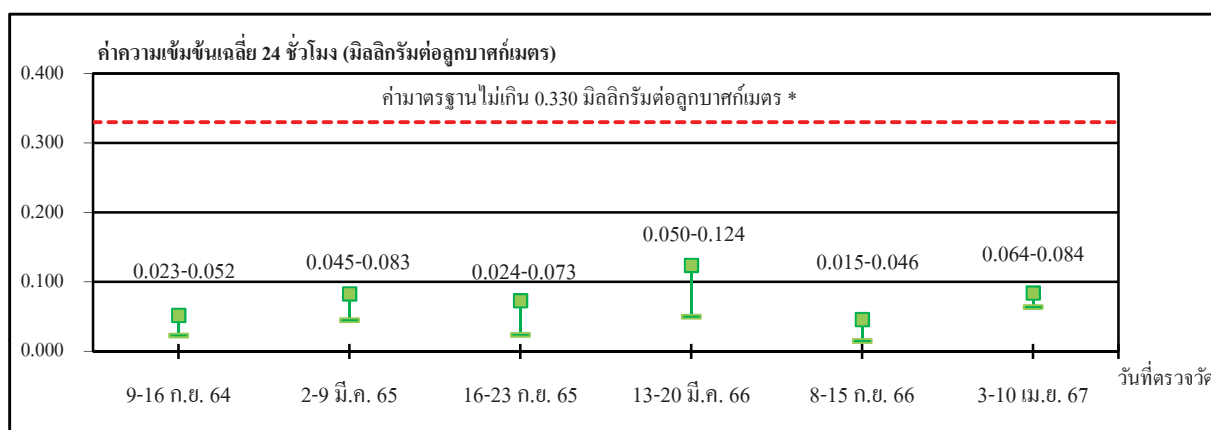 ค่าความเข้มข้นเฉลี่ย 24 ชั่วโมง (มิลลิกรัมต่อลูกบาศก์เมตร)
0.400
ค่ามาตรฐานไม่เกิน 0.330 มิลลิกรัมต่อลูกบาศก์เมตร *
0.300
0.200
0.050-0.124
0.023-0.052 0.045-0.083 0.024-0.073 0.015-0.046 0.064-0.084
0.100
0.000
วันที่ตรวจวัด
9-16 ก.ย. 64 2-9 มี.ค. 65 16-23 ก.ย. 65 13-20 มี.ค. 66 8-15 ก.ย. 66 3-10 เม.ย. 67